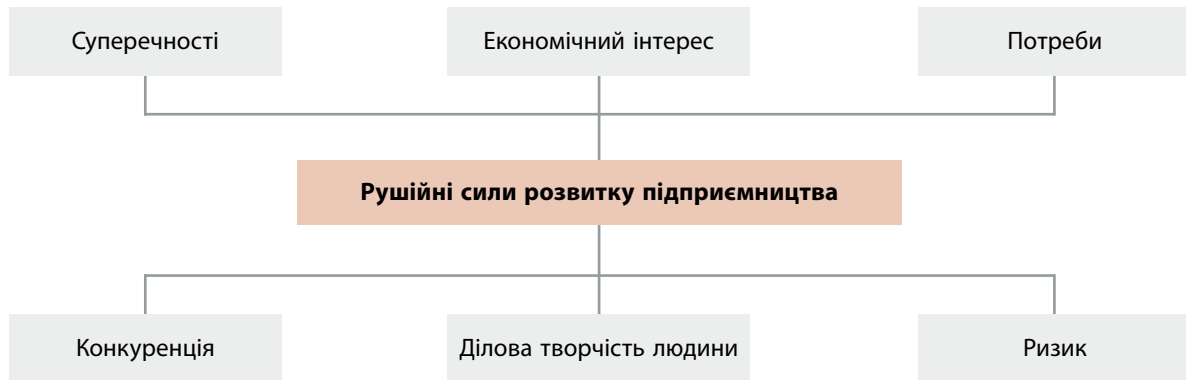 Суперечності
Економічний інтерес
Потреби
Рушійні сили розвитку підприємництва
Конкуренція
Ділова творчість людини
Ризик